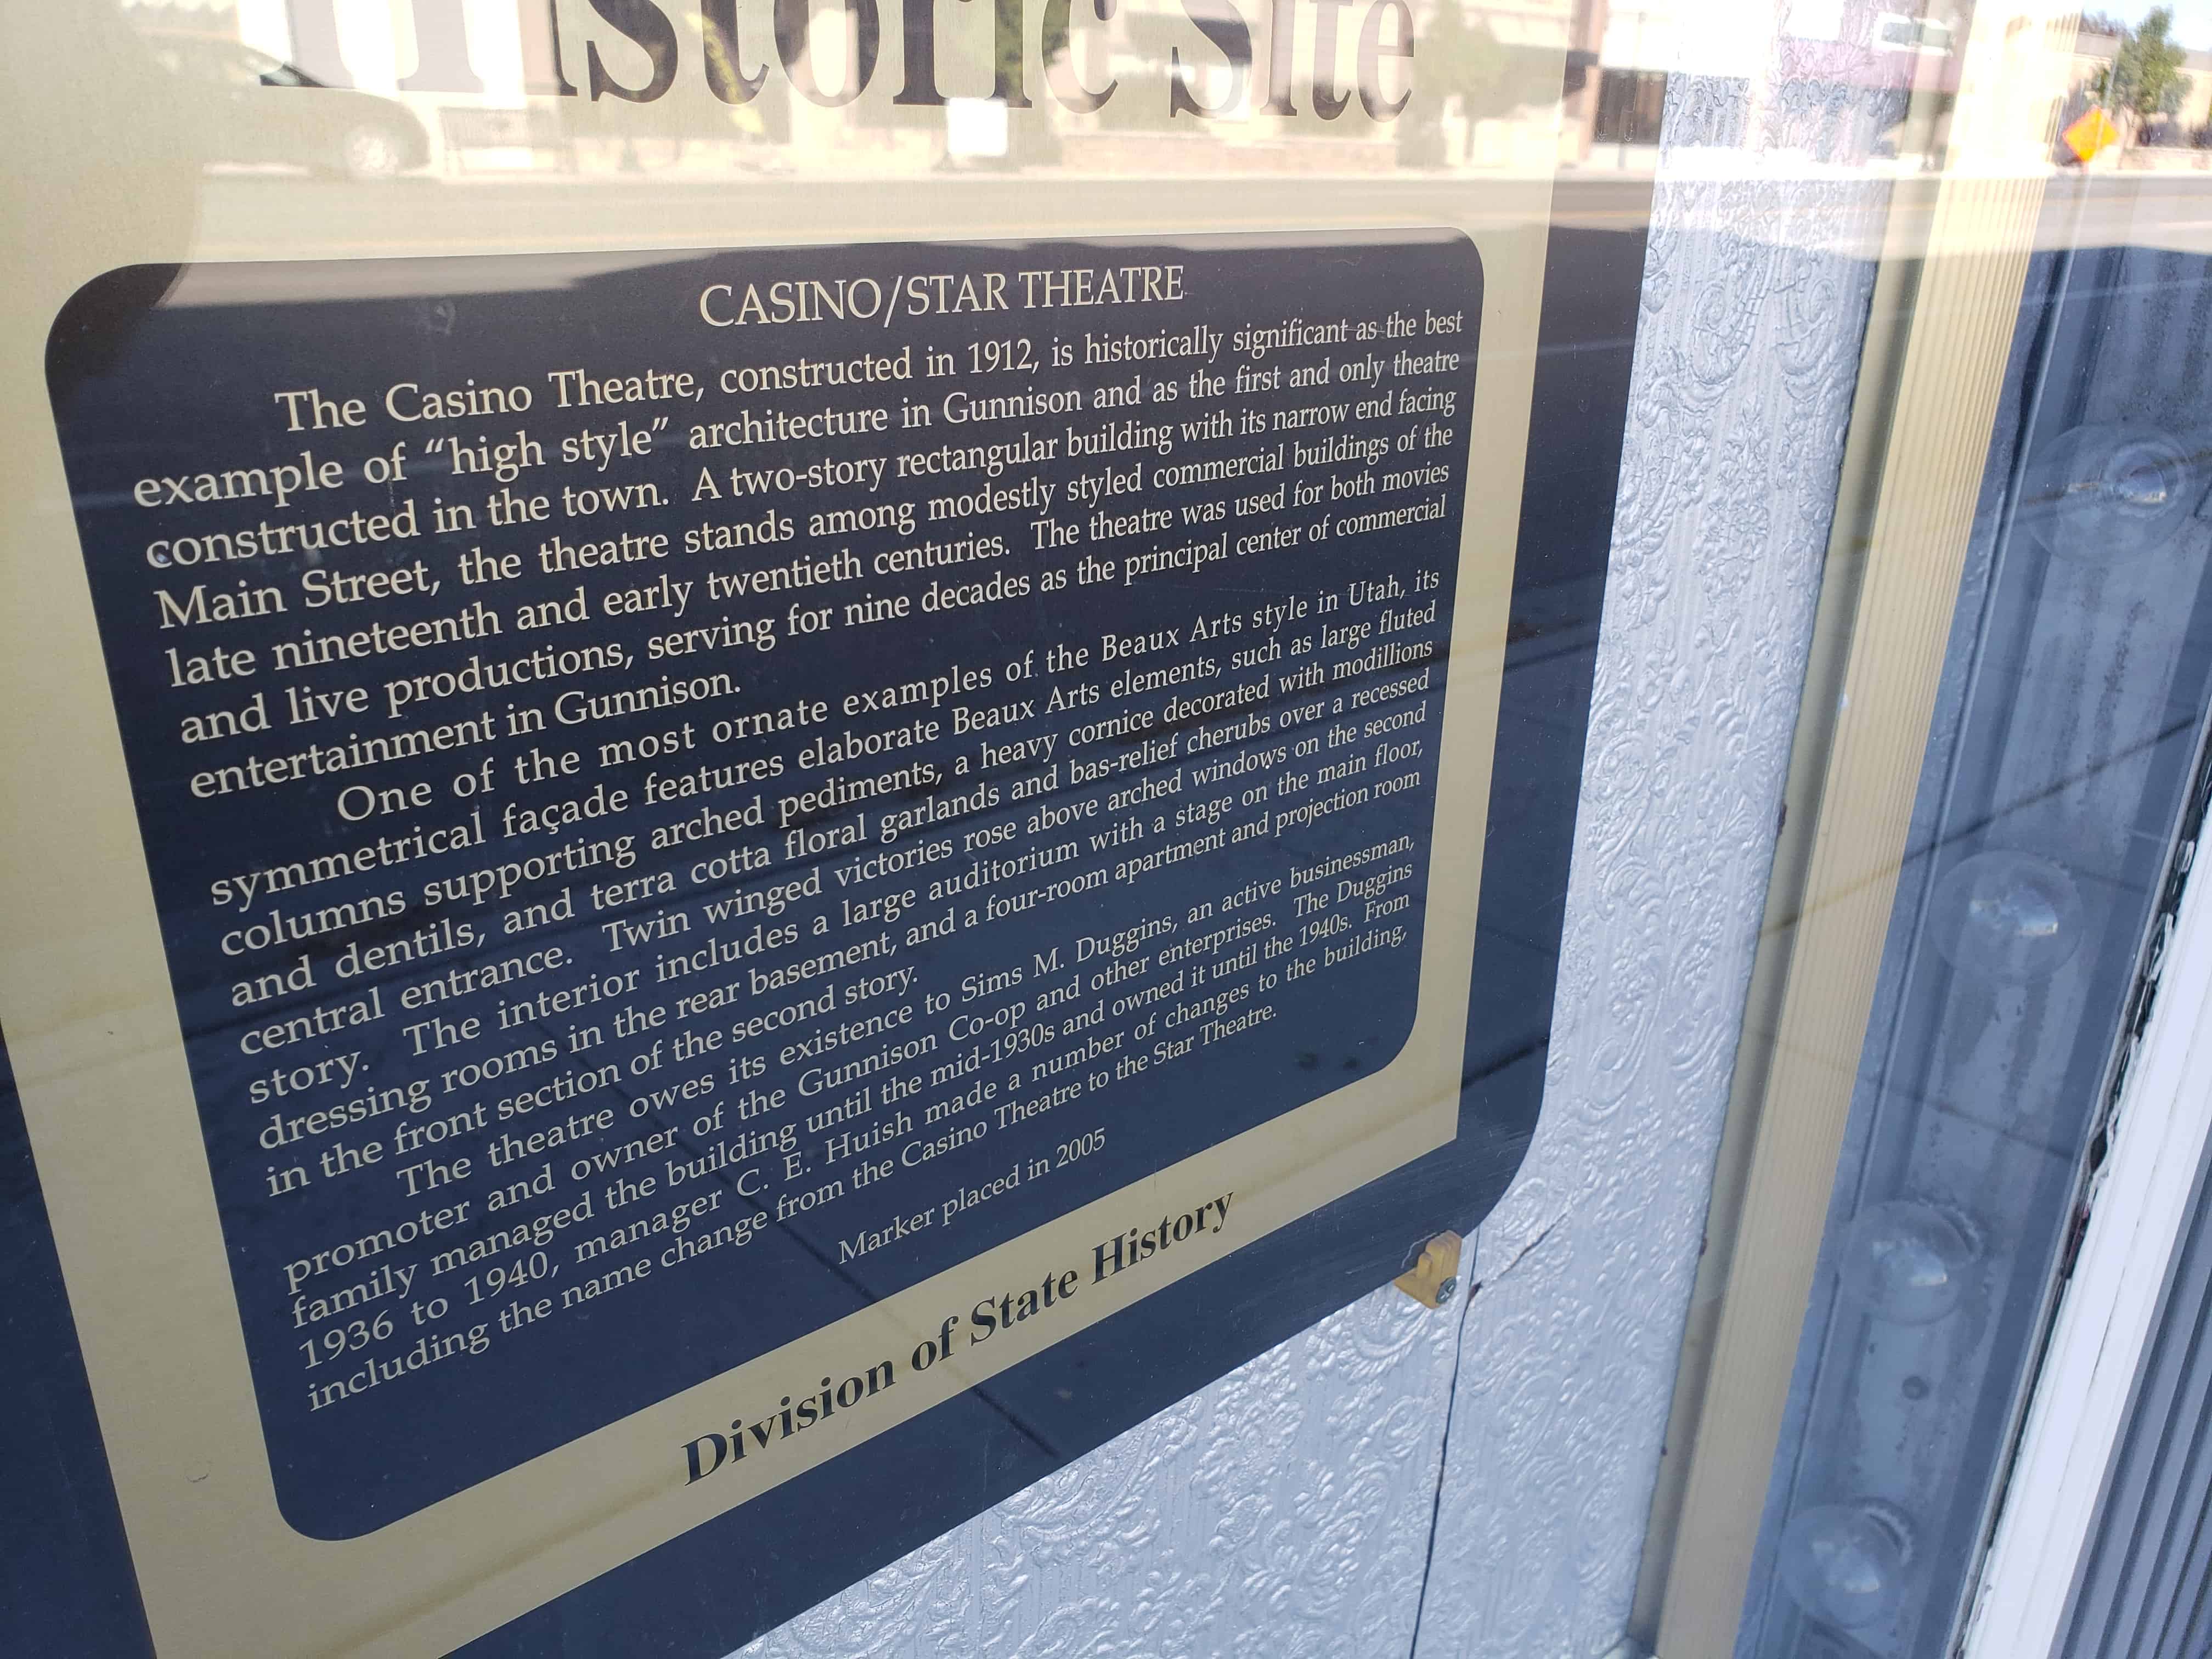 Historic Site
CASINO/STAR THEATRE
The Casino Theatre, constructed in 1912, is historically significant as the best
example of “high style” architecture in Gunnison and as the first and only theatre
constructed in the town. A two-story rectangular building with its narrow end facing
Main Street, the theatre stands among modestly styled commercial buildings of the
late nineteenth and early twentieth centuries. The theatre was used for both movies
and live productions, serving for nine decades as the principal center of commercial
entertainment in Gunnison.
One of the most ornate examples of the Beaux Arts style in Utah, its
symmetrical façade features elaborate Beaux Arts elements, such as large fluted
columns supporting arched pediments, a heavy cornice decorated with modillions
and dentils, and terra cotta floral garlands and bas-relief cherubs over a recessed
central entrance. Twin winged victories rose above arched windows on the second
story. The interior includes a large auditorium with a stage on the main floor,
dressing rooms in the rear basement, and a four-room apartment and projection room
in the front section of the second story.
The theatre owes its existence to Sims M. Duggins, an active businessman,
promoter and owner of the Gunnison Co-op and other enterprises. The Duggins
family managed the building until the mid-1930s and owned it until the 1940s. From
1936 to 1940, manager C. E. Huish made a number of changes to the building,
including the name change from the Casino Theatre to the Star Theatre.
Marker placed in 2005
Division of State History